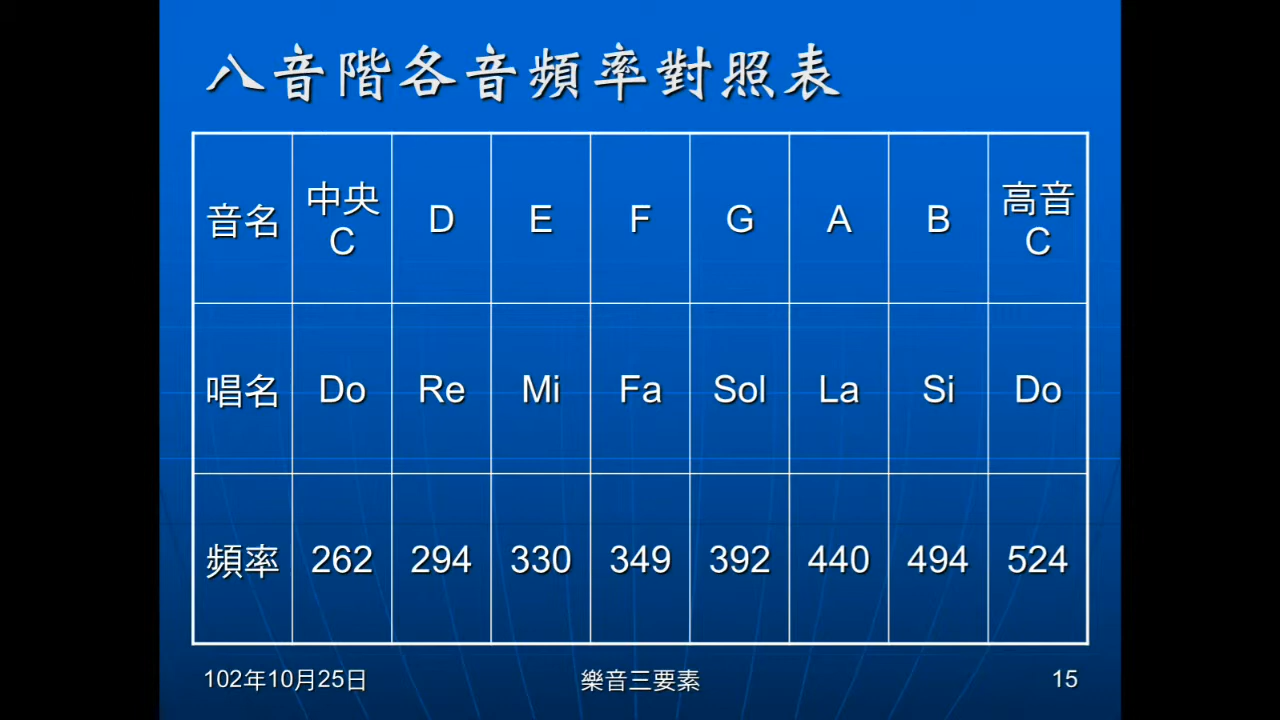 八音階各音頻率對照表
音名 中央C D E F G A B 高音C
唱名 Do Re Mi Fa Sol La Si Do
頻率 262 294 330 349 392 440 494 524
102年10月25日 樂音三要素 15